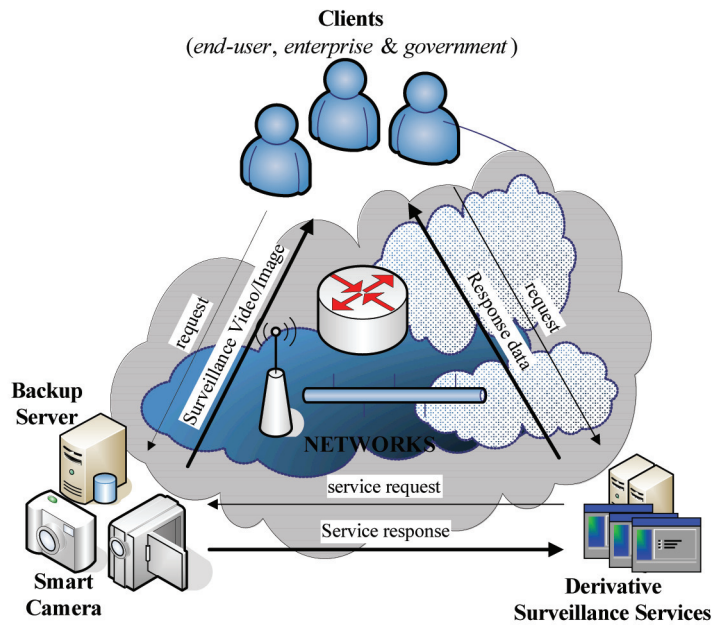 Clients
(end-user, enterprise & government)
request
Surveillance Video/Image
Response data
request
Backup
Server
NETWORKS
service request
Service response
Smart
Camera
Derivative
Surveillance Services